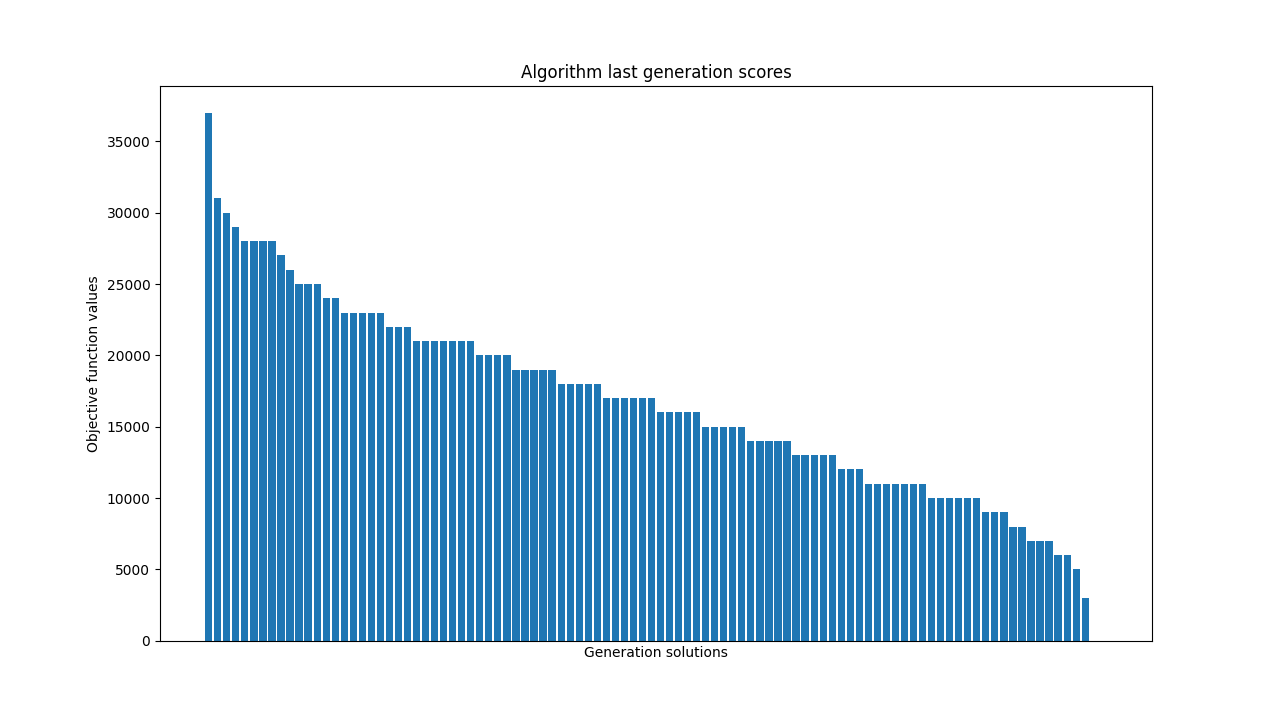 Algorithm last generation scores
35000
30000
25000
20000
15000
10000
5000
0
Objective function values
Generation solutions